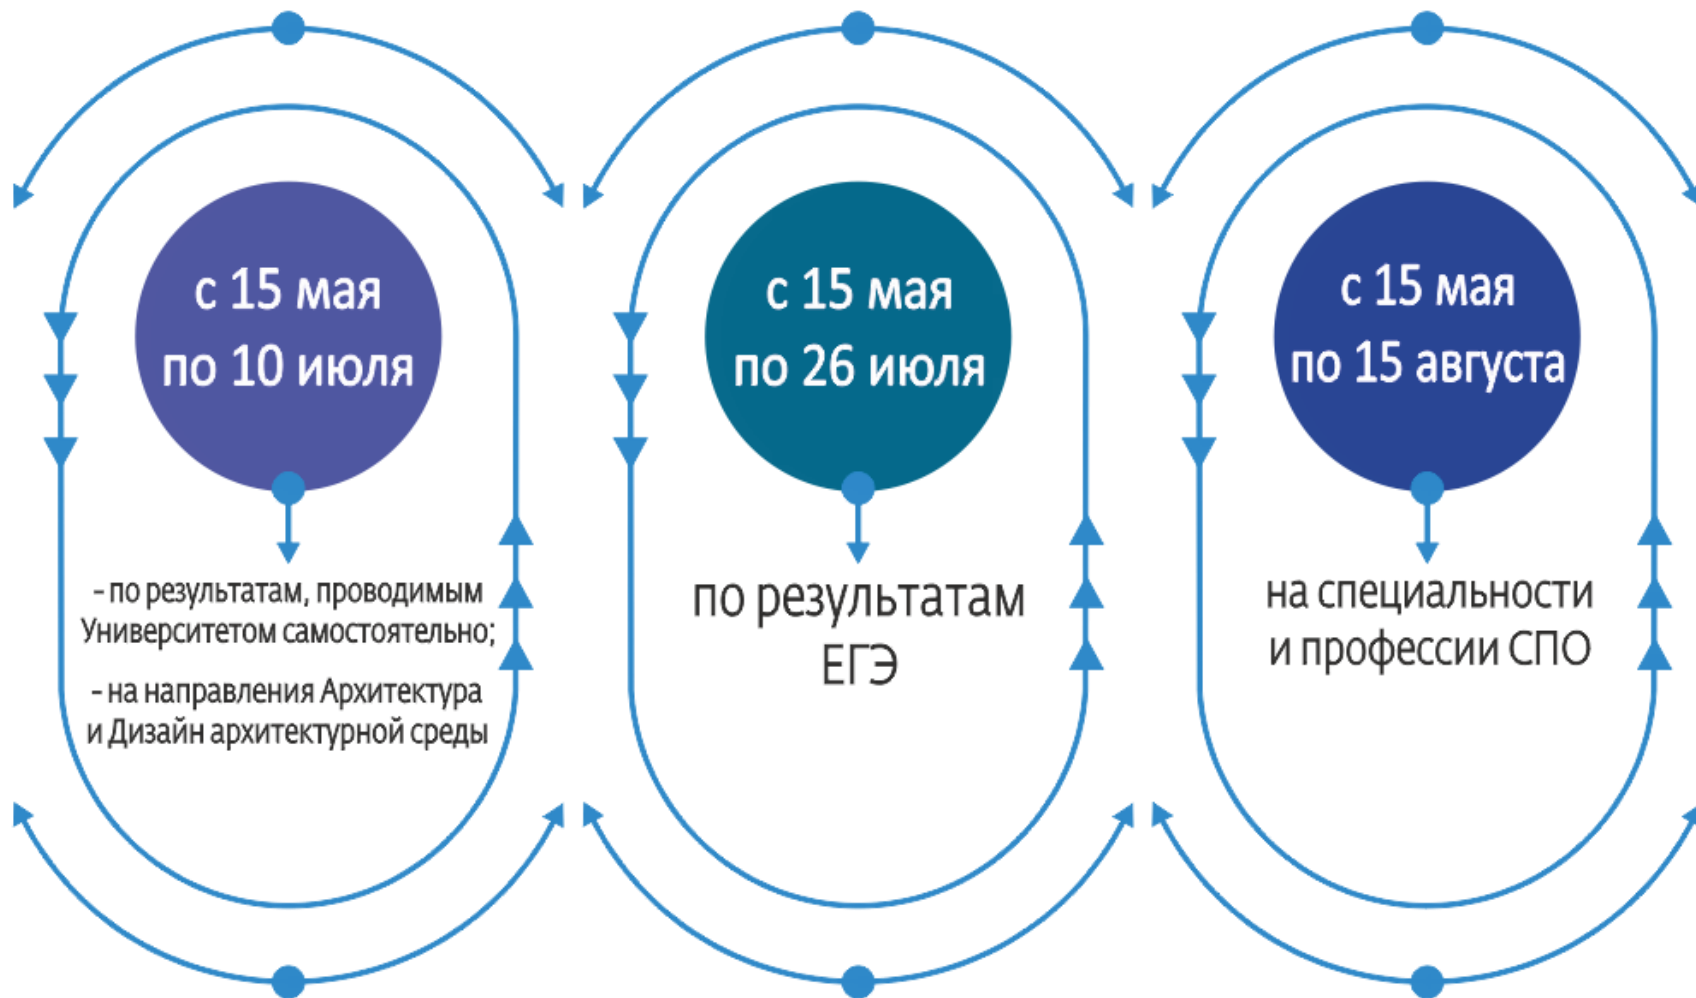 с 15 мая
по 10 июля
– по результатам, проводимым
Университетом самостоятельно;
– на направления Архитектура
и Дизайн архитектурной среды
с 15 мая
по 26 июля
по результатам
ЕГЭ
с 15 мая
по 15 августа
на специальности
и профессии СПО